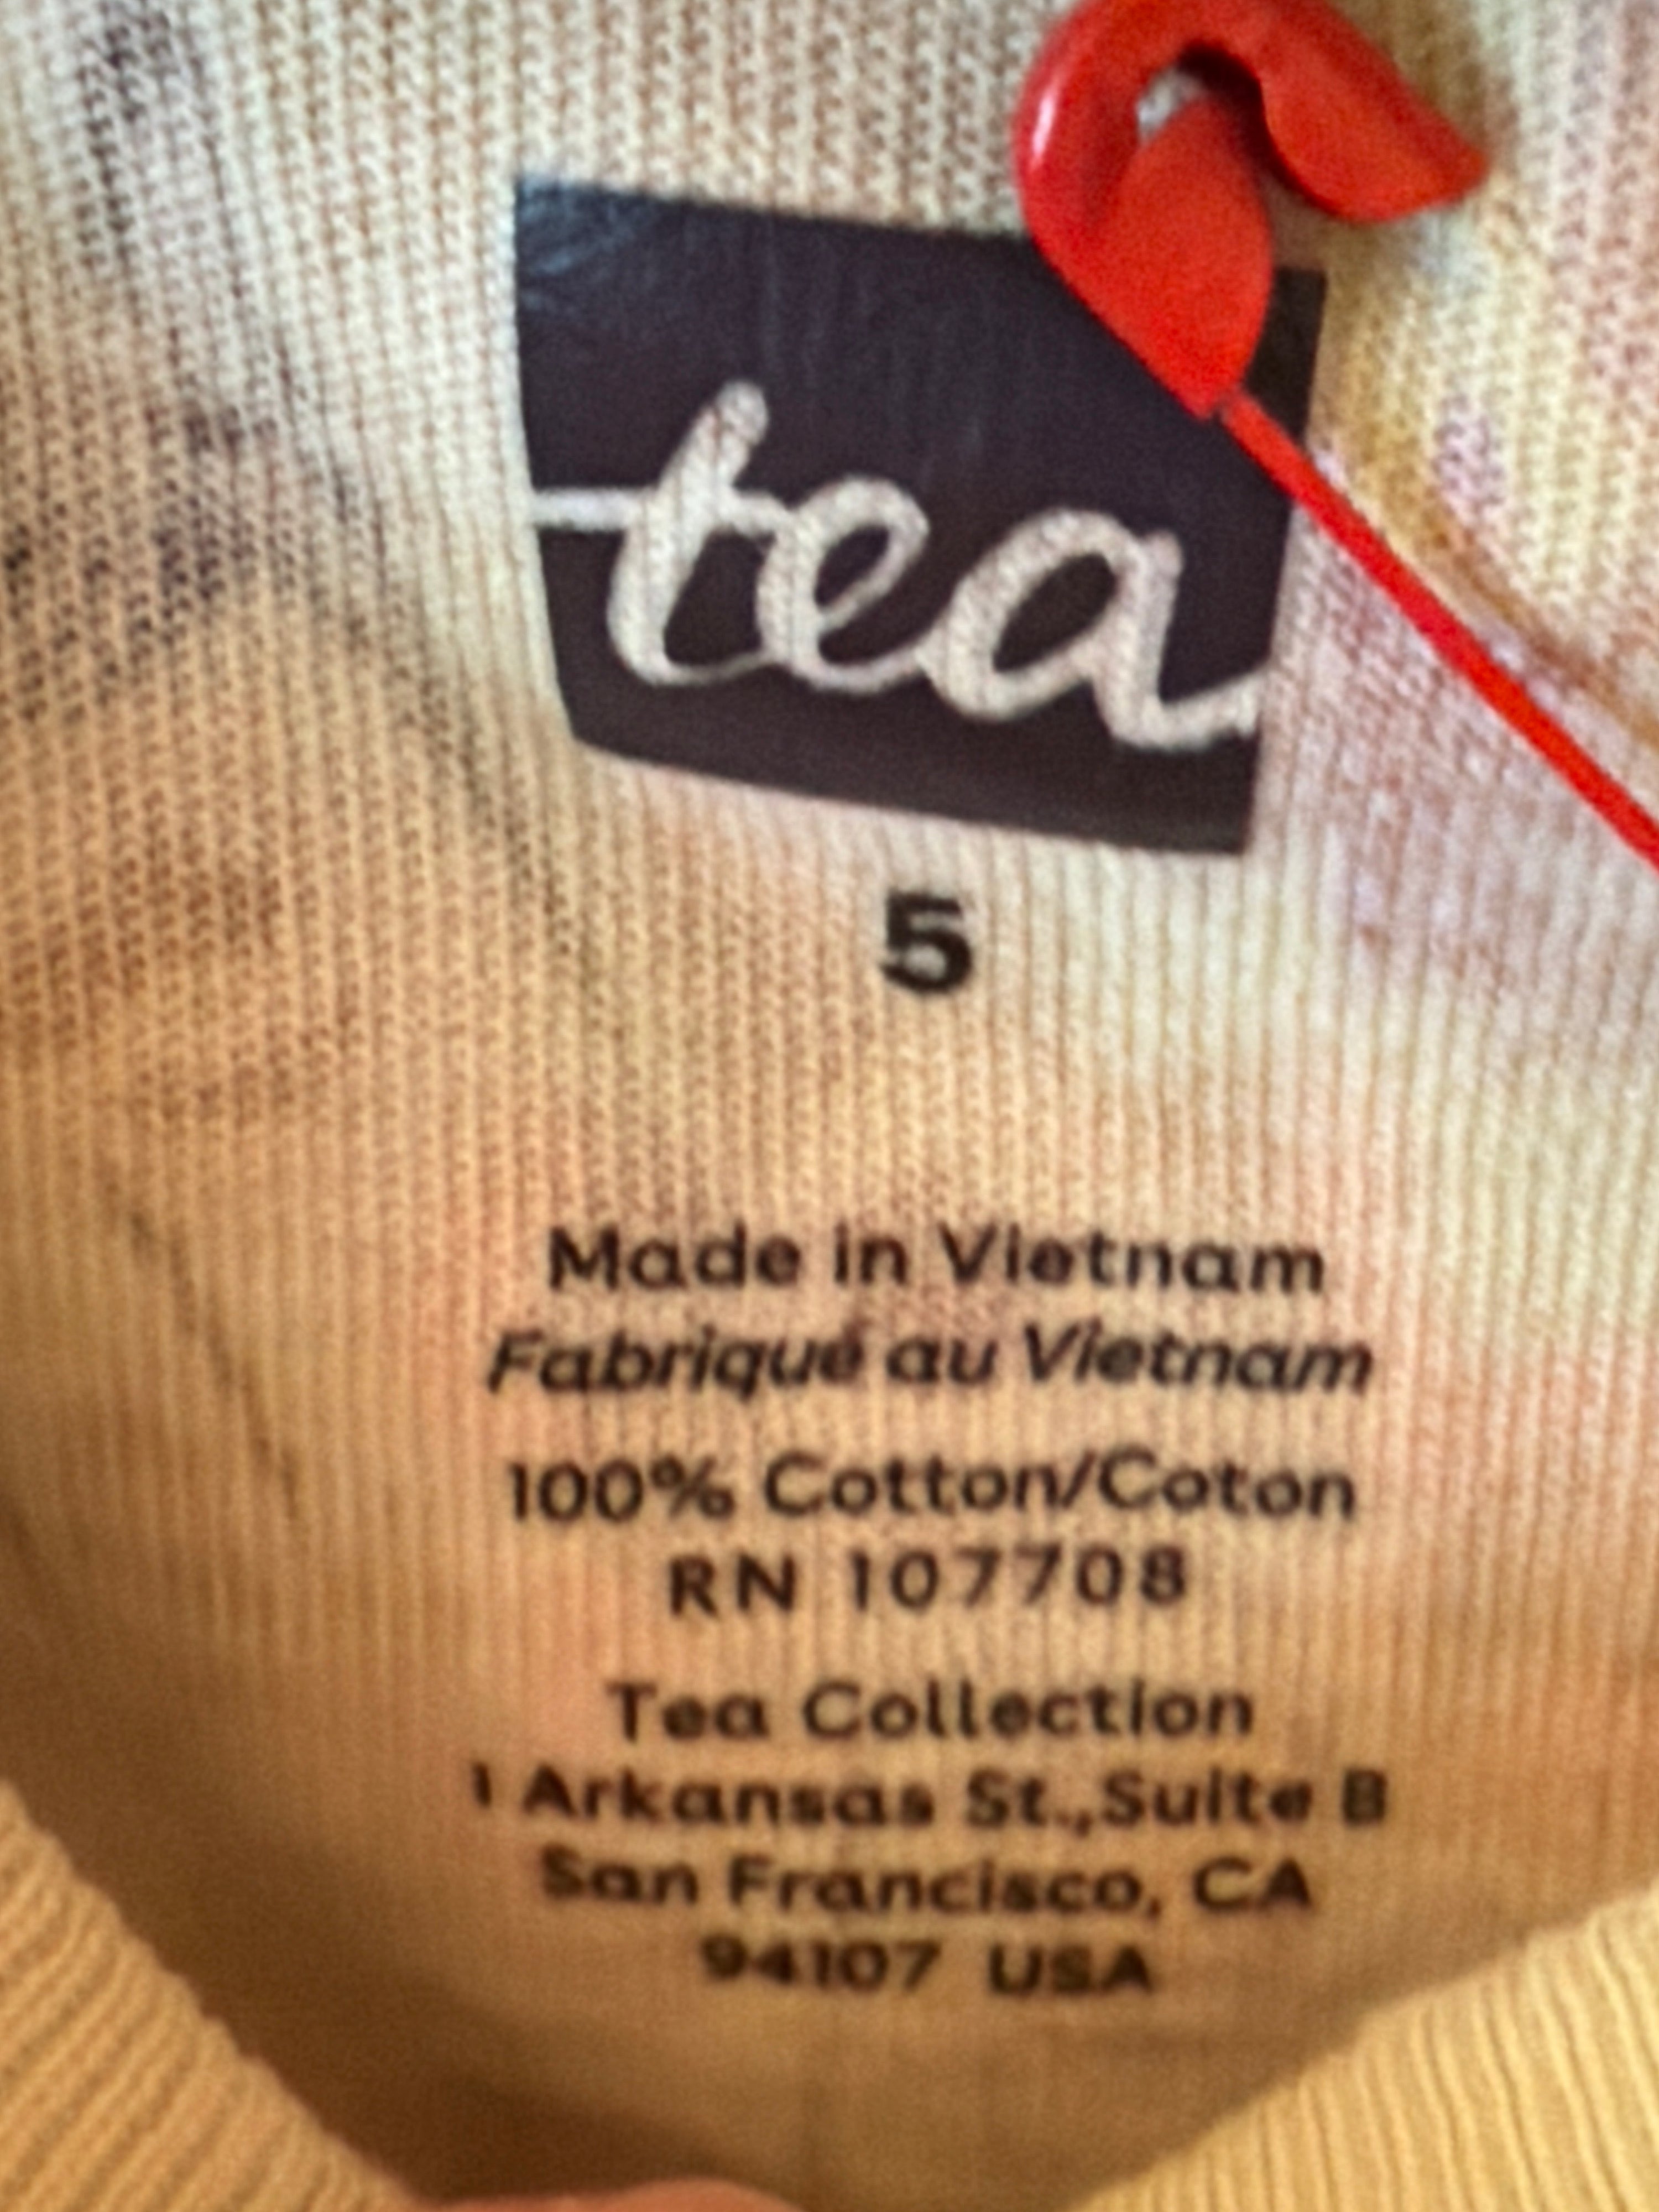 tea
5
Made in Vietnam
Fabriqué au Vietnam
100% Cotton/Coton
RN 107708
Tea Collection
1 Arkansas St.,Suite B
San Francisco, CA
94107 USA